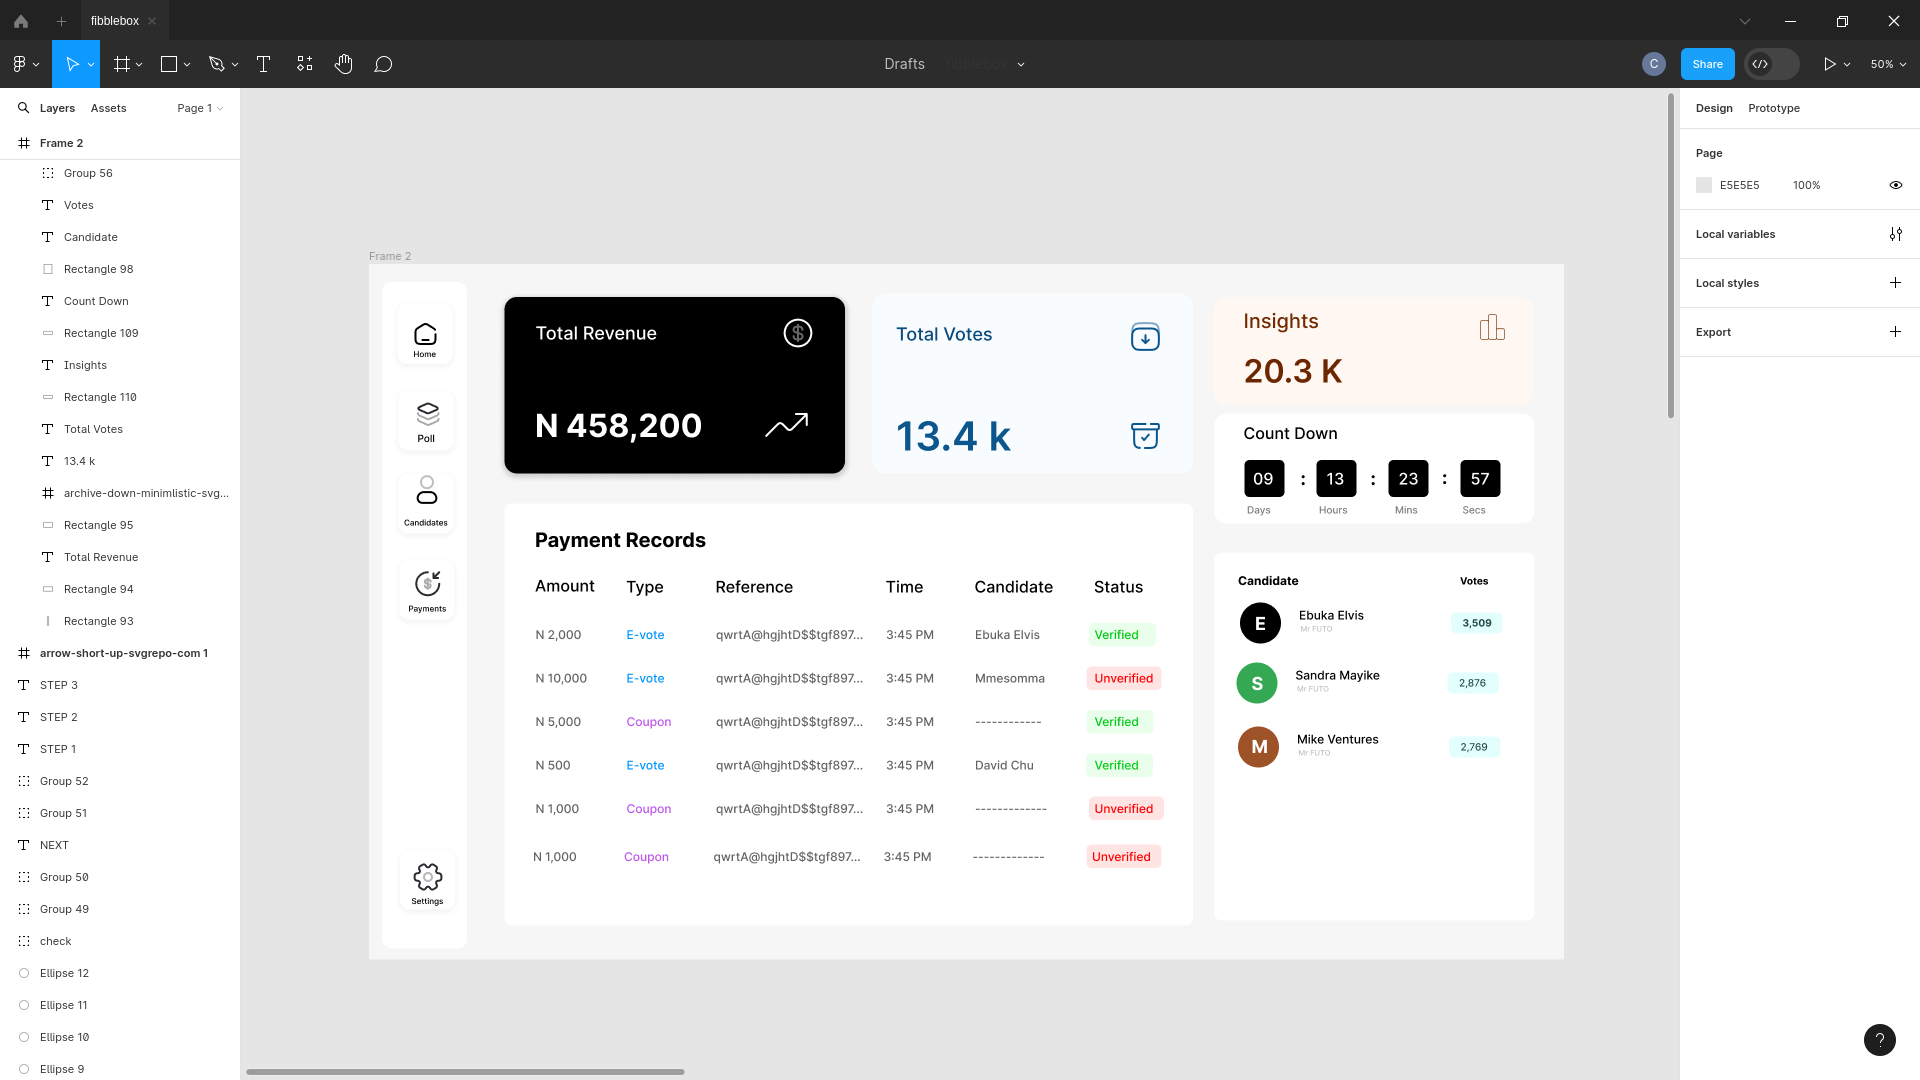 fibblebox
Drafts fibblebox
C Share 50%
Layers Assets Page 1
Frame 2
Group 56
Votes
Candidate
Rectangle 98
Count Down
Rectangle 109
Insights
Rectangle 110
Total Votes
13.4 k
archive-down-minimlistic-svg...
Rectangle 95
Total Revenue
Rectangle 94
Rectangle 93
arrow-short-up-svgrepo-com 1
STEP 3
STEP 2
STEP 1
Group 52
Group 51
NEXT
Group 50
Group 49
check
Ellipse 12
Ellipse 11
Ellipse 10
Ellipse 9
Frame 2
Home
Poll
Candidates
Payments
Settings
Total Revenue
N 458,200
Total Votes
13.4 k
Insights
20.3 K
Count Down
09 : 13 : 23 : 57
Days Hours Mins Secs
Payment Records
Amount Type Reference Time Candidate Status
N 2,000 E-vote qwrtA@hgjhtD$$tgf897... 3:45 PM Ebuka Elvis Verified
N 10,000 E-vote qwrtA@hgjhtD$$tgf897... 3:45 PM Mmesomma Unverified
N 5,000 Coupon qwrtA@hgjhtD$$tgf897... 3:45 PM ------------ Verified
N 500 E-vote qwrtA@hgjhtD$$tgf897... 3:45 PM David Chu Verified
N 1,000 Coupon qwrtA@hgjhtD$$tgf897... 3:45 PM ------------- Unverified
N 1,000 Coupon qwrtA@hgjhtD$$tgf897... 3:45 PM ------------- Unverified
Candidate Votes
E Ebuka Elvis 3,509
Mr FUTO
S Sandra Mayike 2,876
Mr FUTO
M Mike Ventures 2,769
Mr FUTO
Design Prototype
Page
E5E5E5 100%
Local variables
Local styles
Export
?